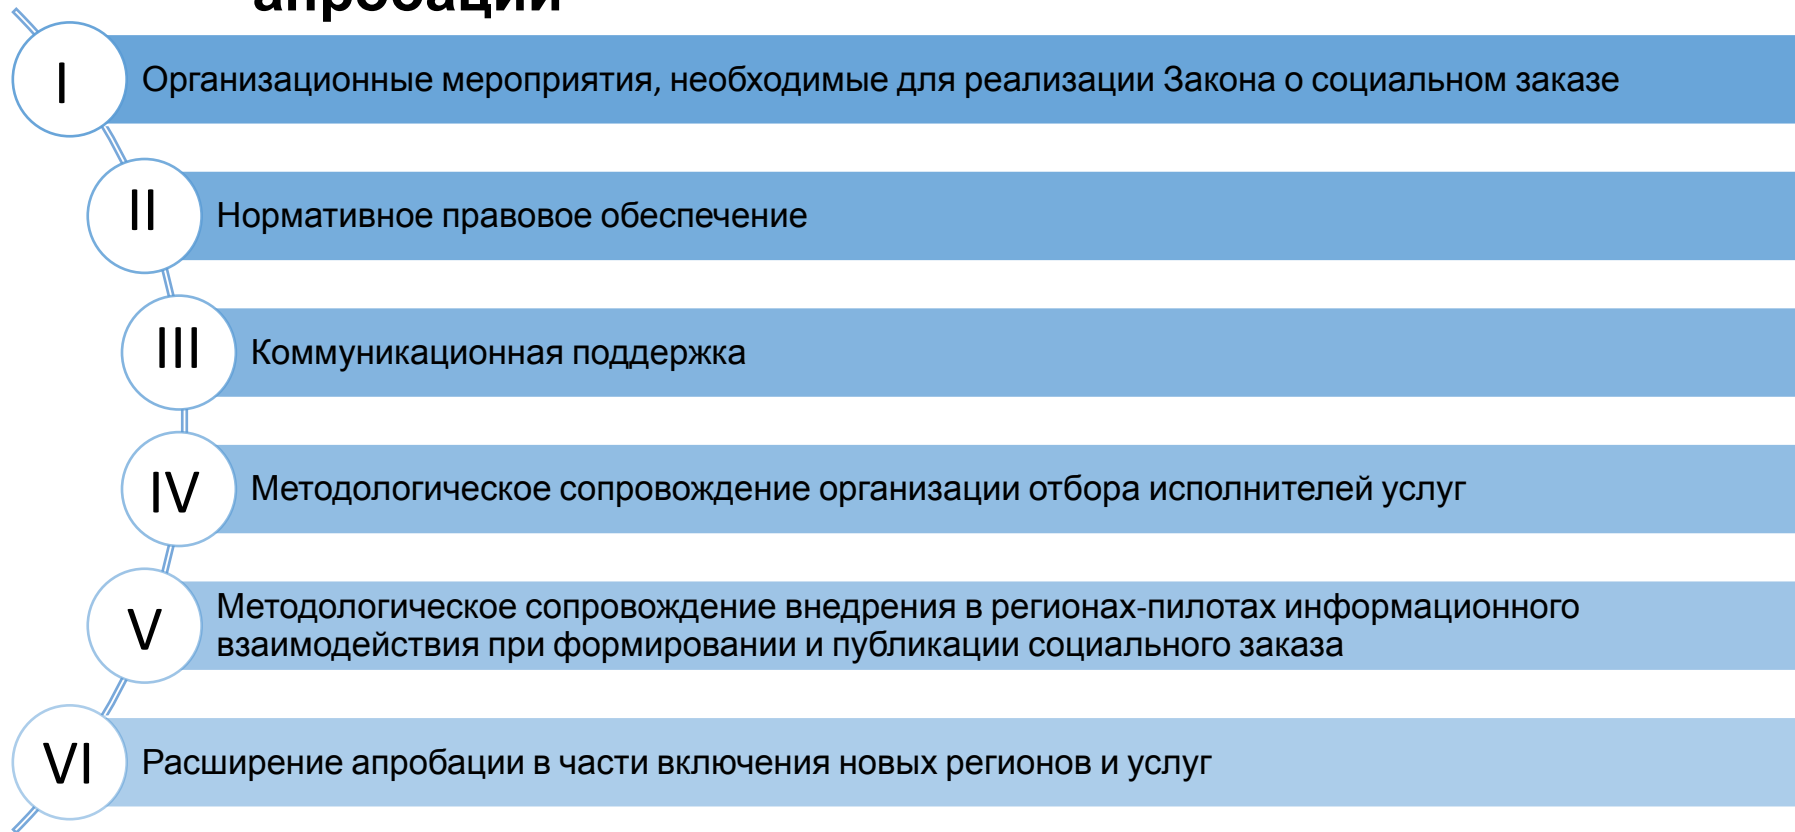 апробации
I
Организационные мероприятия, необходимые для реализации Закона о социальном заказе
II
Нормативное правовое обеспечение
III
Коммуникационная поддержка
IV
Методологическое сопровождение организации отбора исполнителей услуг
V
Методологическое сопровождение внедрения в регионах-пилотах информационного
взаимодействия при формировании и публикации социального заказа
VI
Расширение апробации в части включения новых регионов и услуг